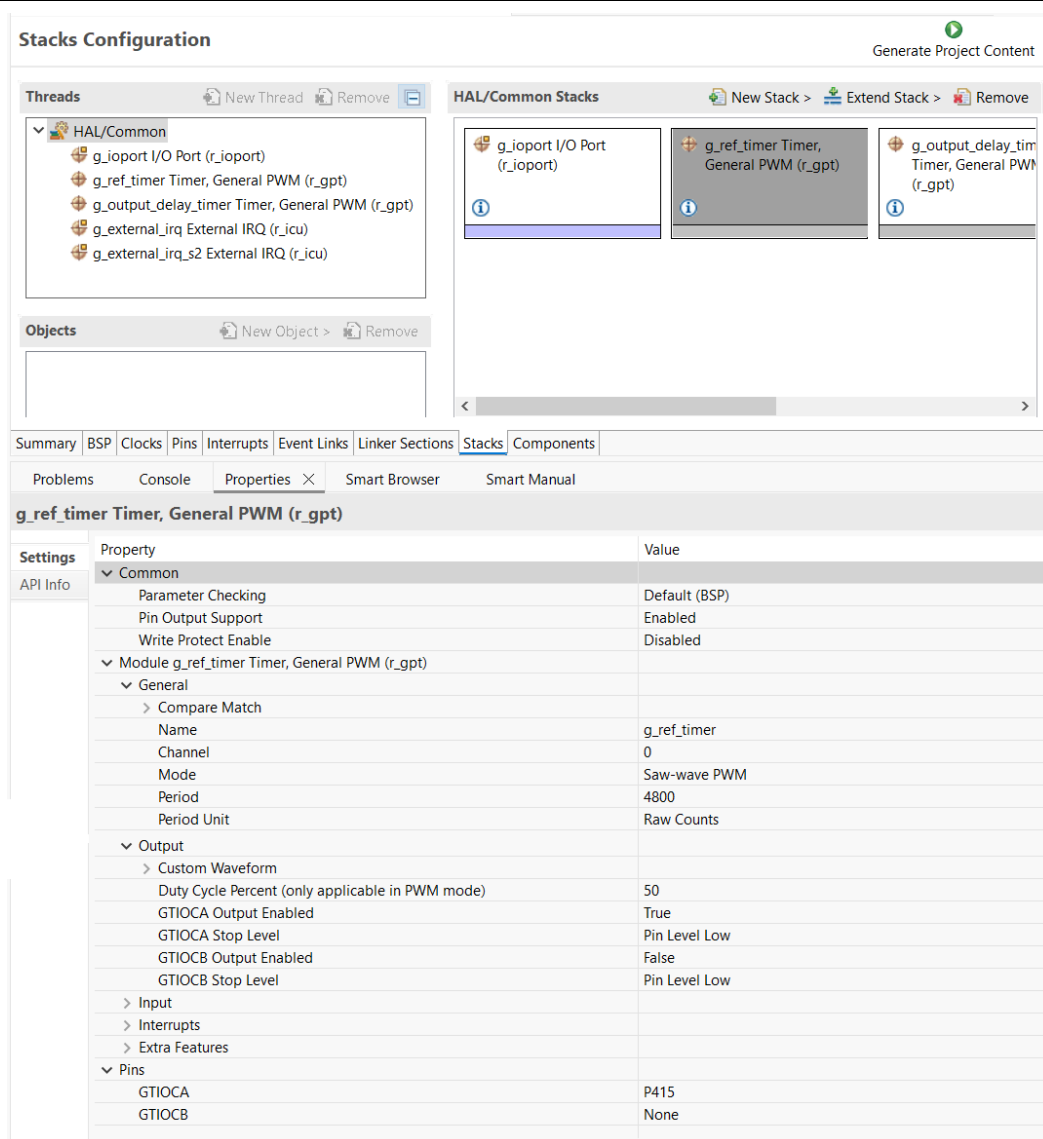 Stacks Configuration
Generate Project Content
Threads
New Thread
Remove
HAL/Common
g_ioport I/O Port (r_ioport)
g_ref_timer Timer, General PWM (r_gpt)
g_output_delay_timer Timer, General PWM (r_gpt)
g_external_irq External IRQ (r_icu)
g_external_irq_s2 External IRQ (r_icu)
Objects
New Object >
Remove
HAL/Common Stacks
New Stack >
Extend Stack >
Remove
g_ioport I/O Port
(r_ioport)
g_ref_timer Timer,
General PWM (r_gpt)
g_output_delay_tim
Timer, General PWM
(r_gpt)
Summary BSP Clocks Pins Interrupts Event Links Linker Sections Stacks Components
Problems Console Properties Smart Browser Smart Manual
g_ref_timer Timer, General PWM (r_gpt)
Settings
API Info
Property Value
Common
Parameter Checking Default (BSP)
Pin Output Support Enabled
Write Protect Enable Disabled
Module g_ref_timer Timer, General PWM (r_gpt)
General
Compare Match
Name g_ref_timer
Channel 0
Mode Saw-wave PWM
Period 4800
Period Unit Raw Counts
Output
Custom Waveform
Duty Cycle Percent (only applicable in PWM mode) 50
GTIOCA Output Enabled True
GTIOCA Stop Level Pin Level Low
GTIOCB Output Enabled False
GTIOCB Stop Level Pin Level Low
Input
Interrupts
Extra Features
Pins
GTIOCA P415
GTIOCB None